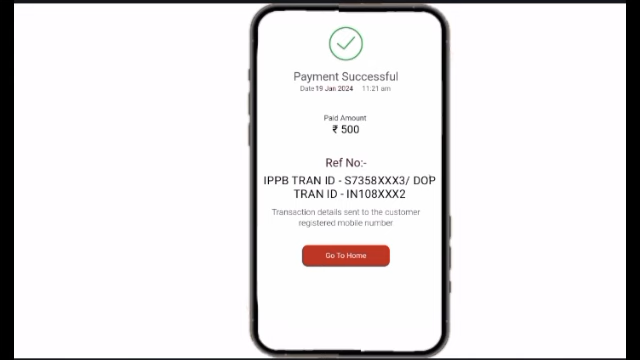 Payment Successful
Date 19 Jan 2024 11:21 am
Paid Amount
₹ 500
Ref No:-
IPPB TRAN ID - S7358XXX3/ DOP
TRAN ID - IN108XXX2
Transaction details sent to the customer
registered mobile number
Go To Home